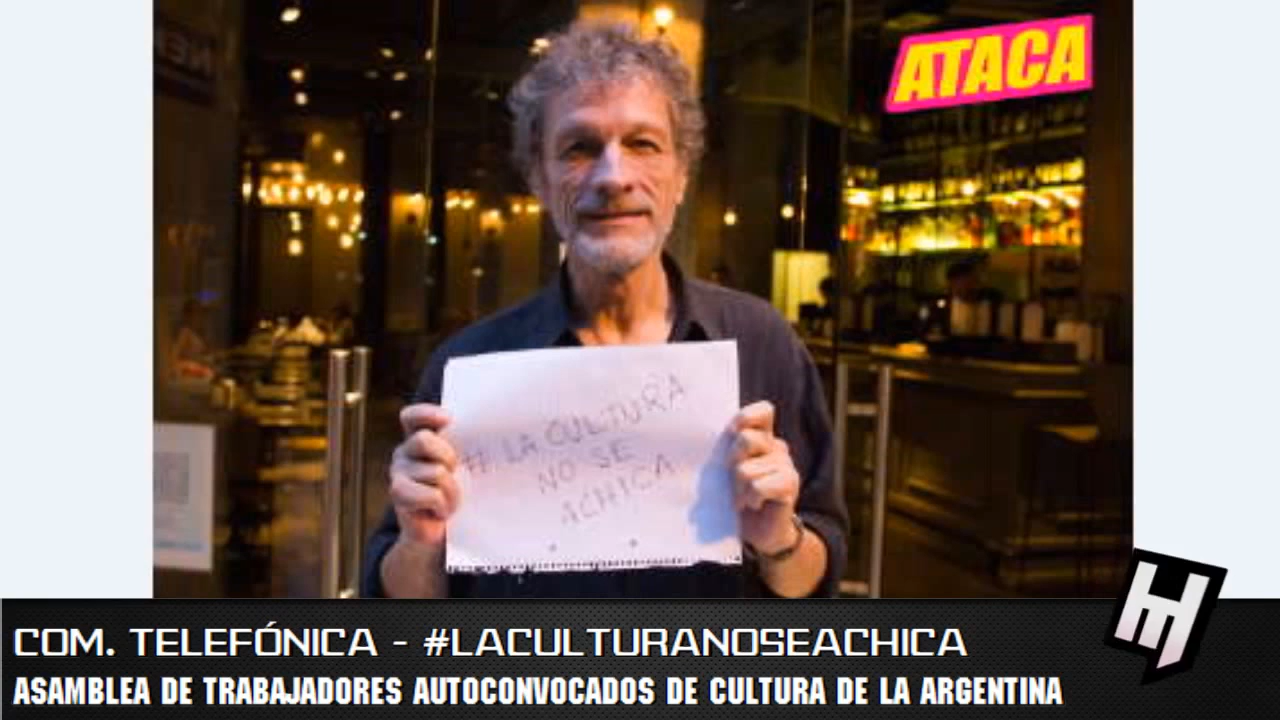 ATACA
# LA CULTURA
NO SE
ACHICA
COM. TELEFÓNICA - #LACULTURANOSEACHICA
ASAMBLEA DE TRABAJADORES AUTOCONVOCADOS DE CULTURA DE LA ARGENTINA